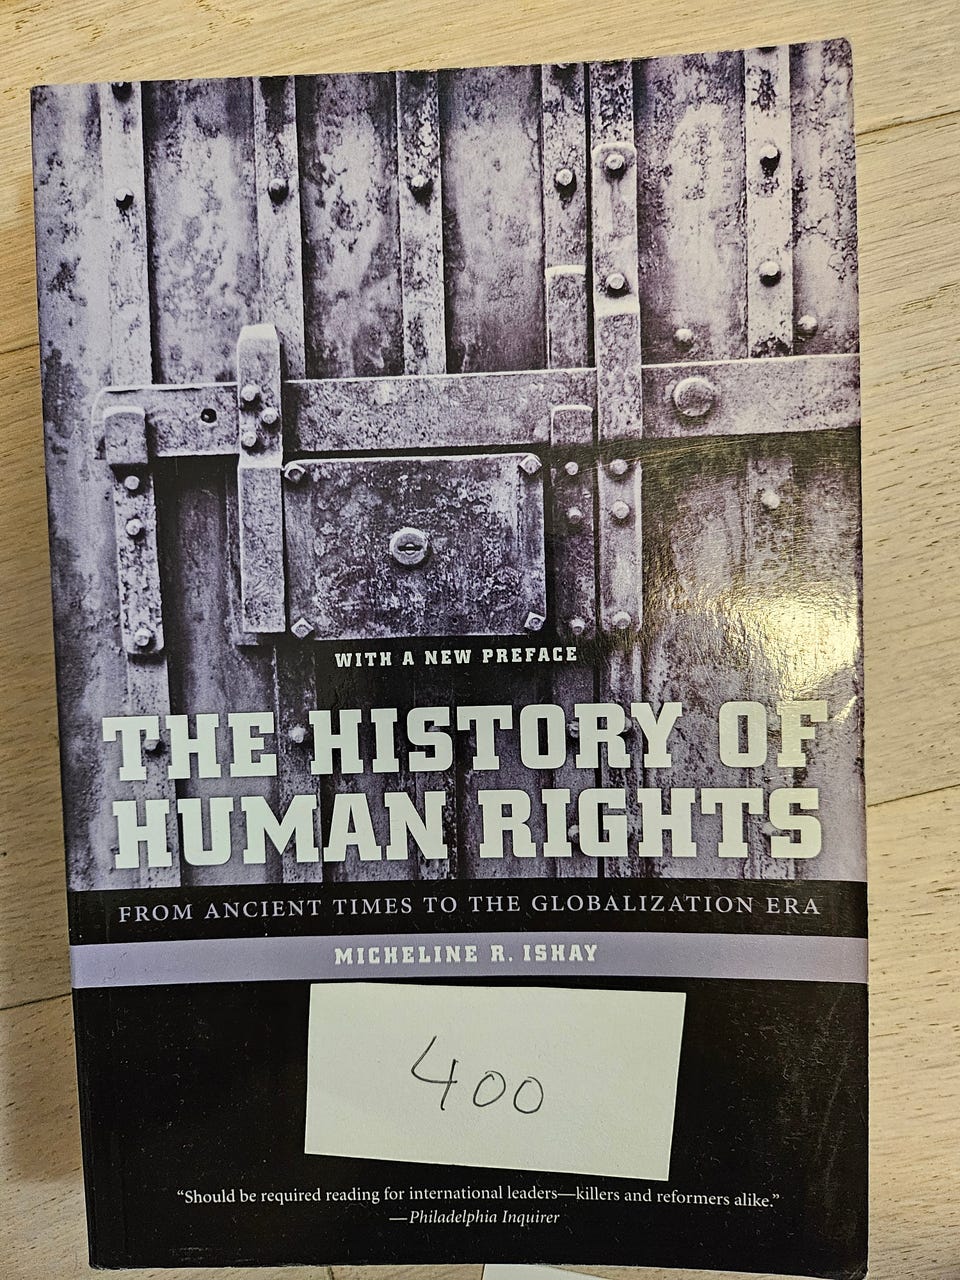 WITH A NEW PREFACE
THE HISTORY OF
HUMAN RIGHTS
FROM ANCIENT TIMES TO THE GLOBALIZATION ERA
MICHELINE R. ISHAY
400
“Should be required reading for international leaders—killers and reformers alike.”
—Philadelphia Inquirer